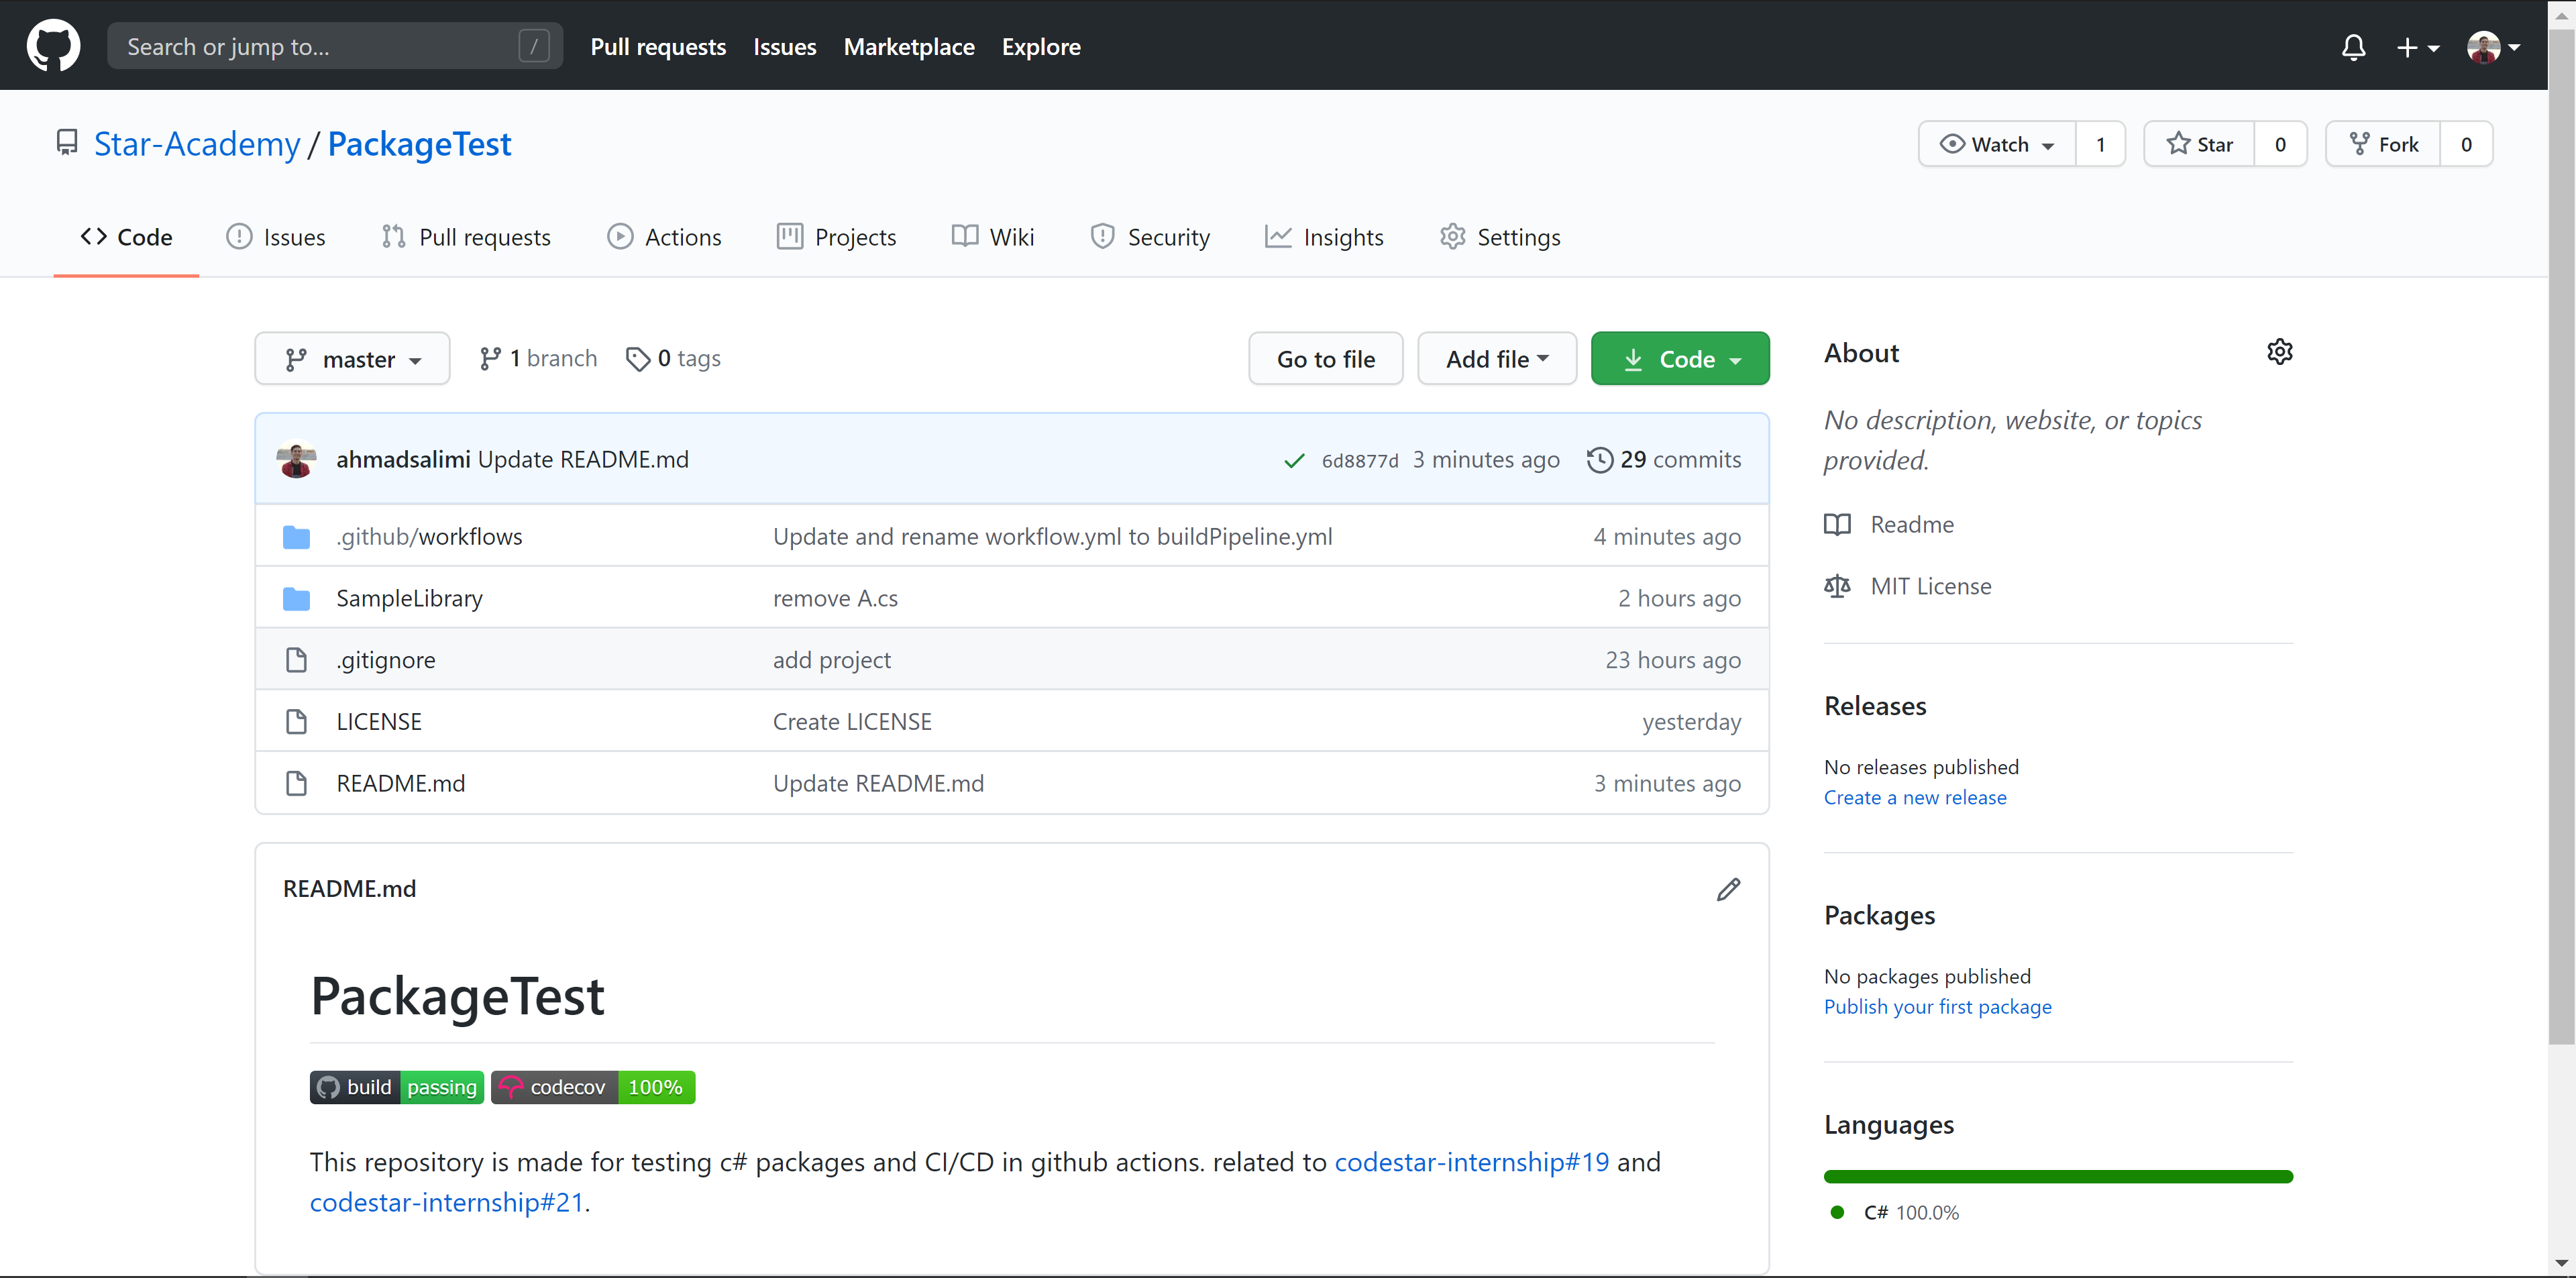 Search or jump to... /
Pull requests Issues Marketplace Explore
Star-Academy / PackageTest
Watch 1 Star 0 Fork 0
Code Issues Pull requests Actions Projects Wiki Security Insights Settings
master 1 branch 0 tags Go to file Add file Code
ahmadsalimi Update README.md 6d8877d 3 minutes ago 29 commits
.github/workflows Update and rename workflow.yml to buildPipeline.yml 4 minutes ago
SampleLibrary remove A.cs 2 hours ago
.gitignore add project 23 hours ago
LICENSE Create LICENSE yesterday
README.md Update README.md 3 minutes ago
README.md
PackageTest
build passing codecov 100%
This repository is made for testing c# packages and CI/CD in github actions. related to codestar-internship#19 and
codestar-internship#21.
About
No description, website, or topics
provided.
Readme
MIT License
Releases
No releases published
Create a new release
Packages
No packages published
Publish your first package
Languages
C# 100.0%